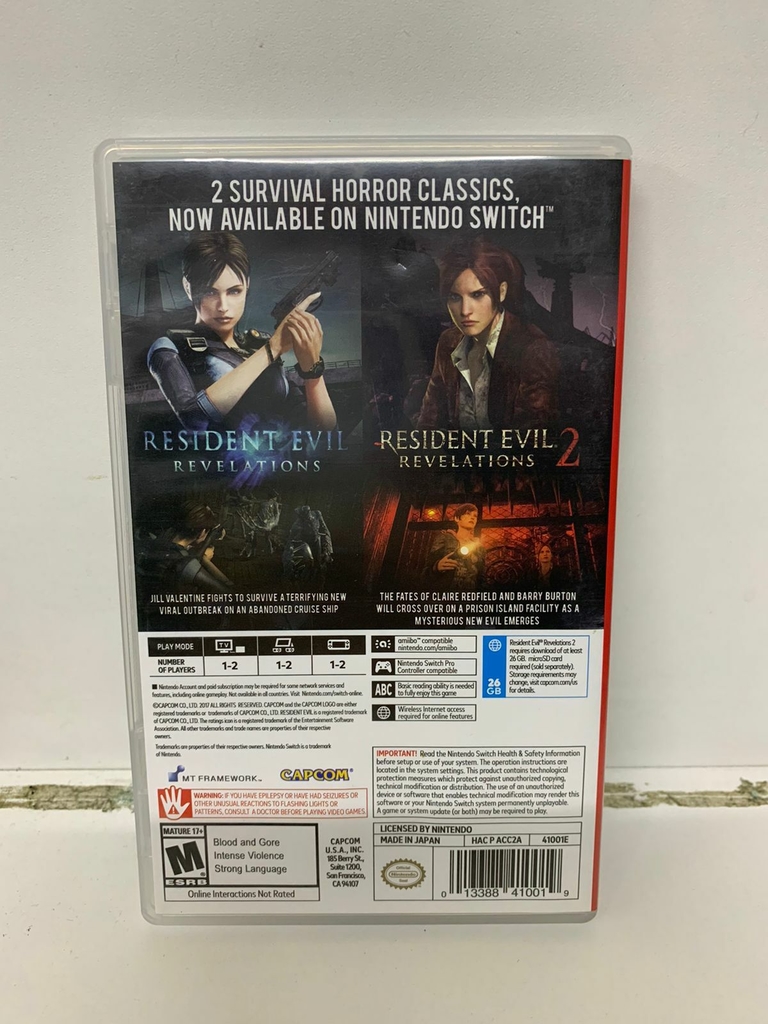 2 SURVIVAL HORROR CLASSICS,
NOW AVAILABLE ON NINTENDO SWITCH™
RESIDENT EVIL
REVELATIONS
RESIDENT EVIL
REVELATIONS 2
JILL VALENTINE FIGHTS TO SURVIVE A TERRIFYING NEW
VIRAL OUTBREAK ON AN ABANDONED CRUISE SHIP
THE FATES OF CLAIRE REDFIELD AND BARRY BURTON
WILL CROSS OVER ON A PRISON ISLAND FACILITY AS A
MYSTERIOUS NEW EVIL EMERGES
PLAY MODE
TV
NUMBER
OF PLAYERS
1-2
1-2
1-2
amiibo™ compatible
nintendo.com/amiibo
Nintendo Switch Pro
Controller compatible
ABC
Basic reading ability is needed
to fully enjoy this game
Wireless Internet access
required for online features
26
GB
Resident Evil® Revelations 2
requires download of at least
26 GB. microSD card
required (sold separately).
Storage requirements may
change, visit capcom.com/us
for details.
■ Nintendo Account and paid subscription may be required for some network services and
features, including online gameplay. Not available in all countries. Visit Nintendo.com/switch-online.
©CAPCOM CO., LTD. 2017 ALL RIGHTS RESERVED. CAPCOM and the CAPCOM LOGO are either
registered trademarks or trademarks of CAPCOM CO., LTD. RESIDENT EVIL is a registered trademark
of CAPCOM CO., LTD. The ratings icon is a registered trademark of the Entertainment Software
Association. All other trademarks and trade names are properties of their respective
owners.
Trademarks are properties of their respective owners. Nintendo Switch is a trademark
of Nintendo.
MT FRAMEWORK™
CAPCOM
WARNING: IF YOU HAVE EPILEPSY OR HAVE HAD SEIZURES OR
OTHER UNUSUAL REACTIONS TO FLASHING LIGHTS OR
PATTERNS, CONSULT A DOCTOR BEFORE PLAYING VIDEO GAMES.
IMPORTANT! Read the Nintendo Switch Health & Safety Information
before setup or use of your system. The operation instructions are
located in the system settings. This product contains technological
protection measures which protect against unauthorized copying,
technical modification or distribution. The use of an unauthorized
device or software that enables technical modification may render this
software or your Nintendo Switch system permanently unplayable.
A game or system update (or both) may be required to play.
MATURE 17+
M
ESRB
Blood and Gore
Intense Violence
Strong Language
Online Interactions Not Rated
CAPCOM
U.S.A., INC.
185 Berry St.,
Suite 1200,
San Francisco,
CA 94107
LICENSED BY NINTENDO
MADE IN JAPAN
HAC P ACC2A
41001E
Official
Nintendo
Seal
0 13388 41001 9